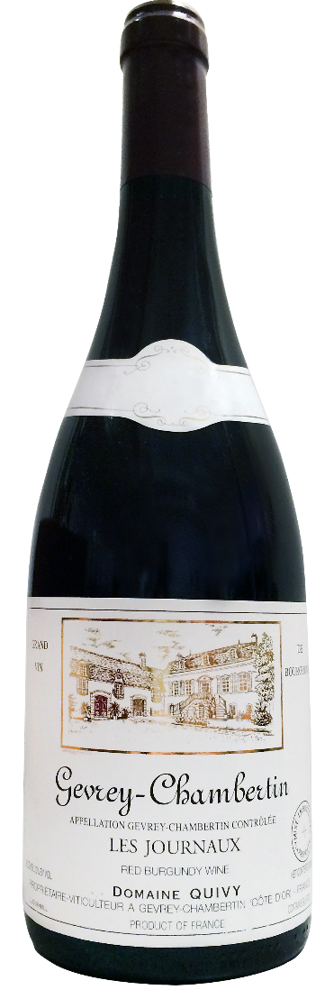 GRAND
VIN
DE
Gevrey-Chambertin
APPELLATION GEVREY-CHAMBERTIN CONTRÔLÉE
LES JOURNAUX
RED BURGUNDY WINE
DOMAINE QUIVY
PROPRIETAIRE-VITICULTEUR A GEVREY-CHAMBERTIN (CÔTE D'OR) - FRANCE
PRODUCT OF FRANCE